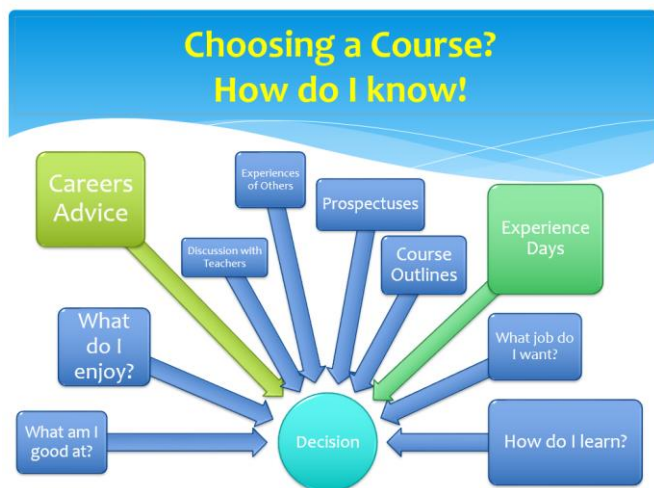 Choosing a Course?
How do I know!
Careers
Advice
Experiences
of Others
Prospectuses
Experience
Days
Discussion with
Teachers
Course
Outlines
What
do I
enjoy?
What job do
I want?
What am I
good at?
Decision
How do I learn?